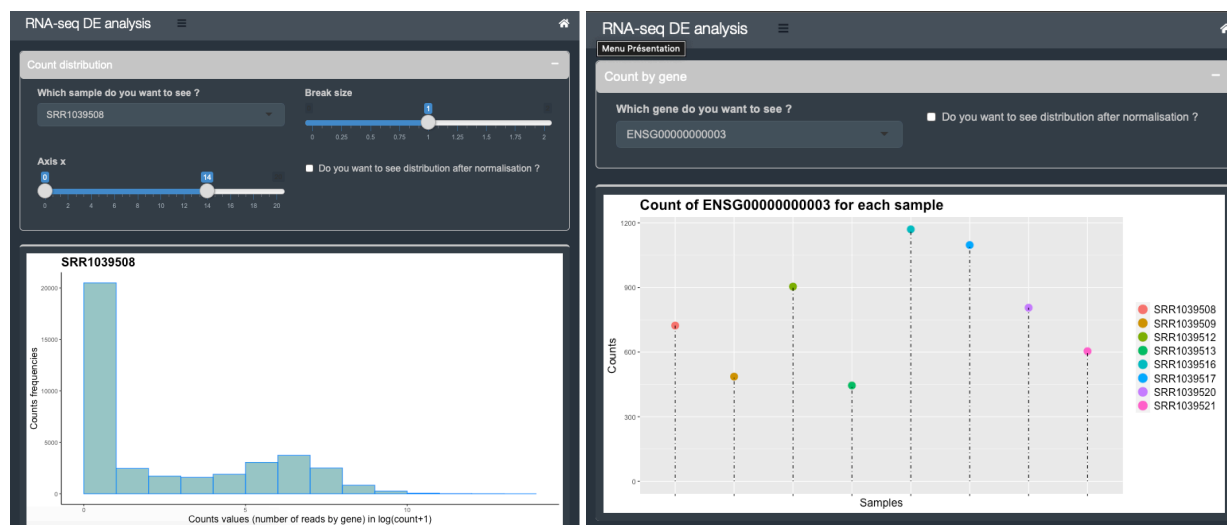 RNA-seq DE analysis
Count distribution
Which sample do you want to see ?
SRR1039508
Break size
1
0 0.25 0.5 0.75 1 1.25 1.5 1.75 2
Axis x
0 14
0 2 4 6 8 10 12 14 16 18 20
Do you want to see distribution after normalisation ?
SRR1039508
Counts frequencies
20000
15000
10000
5000
0
0 5 10
Counts values (number of reads by gene) in log(count+1)
RNA-seq DE analysis
Menu Présentation
Count by gene
Which gene do you want to see ?
ENSG00000000003
Do you want to see distribution after normalisation ?
Count of ENSG00000000003 for each sample
Counts
1200
900
600
300
0
Samples
SRR1039508
SRR1039509
SRR1039512
SRR1039513
SRR1039516
SRR1039517
SRR1039520
SRR1039521